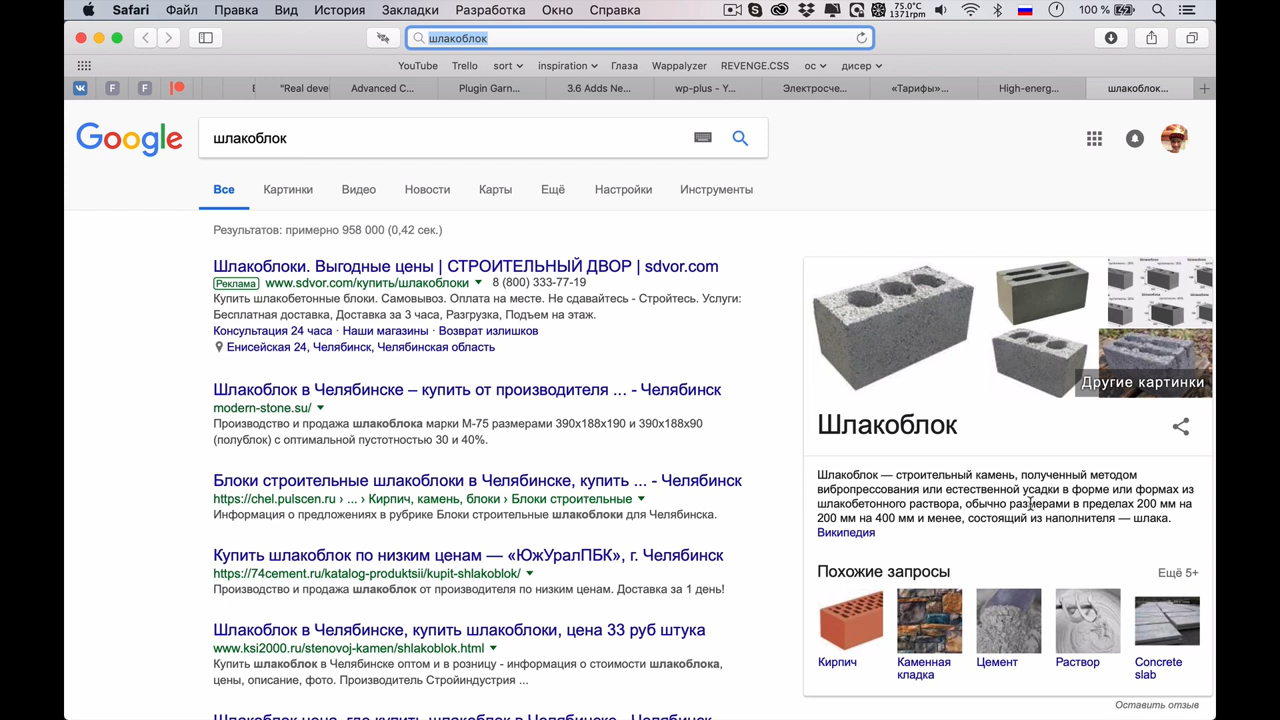 Safari Файл Правка Вид История Закладки Разработка Окно Справка 75.0°C 1371rpm 100 %
шлакоблок
YouTube Trello sort inspiration Глаза Wappalyzer REVENGE.CSS ос дисер
F F "Real deve Advanced C... Plugin Garn... 3.6 Adds Ne... wp-plus - Y... Электросче... «Тарифы»... High-energ... шлакоблок...
Google шлакоблок
Все Картинки Видео Новости Карты Ещё Настройки Инструменты
Результатов: примерно 958 000 (0,42 сек.)
Шлакоблоки. Выгодные цены | СТРОИТЕЛЬНЫЙ ДВОР | sdvor.com
Реклама www.sdvor.com/купить/шлакоблоки 8 (800) 333-77-19
Купить шлакобетонные блоки. Самовывоз. Оплата на месте. Не сдавайтесь - Стройтесь. Услуги:
Бесплатная доставка, Доставка за 3 часа, Разгрузка, Подъем на этаж.
Консультация 24 часа · Наши магазины · Возврат излишков
Енисейская 24, Челябинск, Челябинская область
Шлакоблок в Челябинске – купить от производителя ... - Челябинск
modern-stone.su/
Производство и продажа шлакоблока марки М-75 размерами 390х188х190 и 390х188х90
(полублок) с оптимальной пустотностью 30 и 40%.
Блоки строительные шлакоблоки в Челябинске, купить ... - Челябинск
https://chel.pulscen.ru › ... › Кирпич, камень, блоки › Блоки строительные
Информация о предложениях в рубрике Блоки строительные шлакоблоки для Челябинска.
Купить шлакоблок по низким ценам — «ЮжУралПБК», г. Челябинск
https://74cement.ru/katalog-produktsii/kupit-shlakoblok/
Производство и продажа шлакоблок от производителя по низким ценам. Доставка за 1 день!
Шлакоблок в Челябинске, купить шлакоблоки, цена 33 руб штука
www.ksi2000.ru/stenovoj-kamen/shlakoblok.html
Купить шлакоблок в Челябинске оптом и в розницу - информация о стоимости шлакоблока,
цены, описание, фото. Производитель Стройиндустрия ...
Шлакоблок цена, где купить шлакоблок в Челябинске - Челябинск
Другие картинки
Шлакоблок
Шлакоблок — строительный камень, полученный методом
вибропрессования или естественной усадки в форме или формах из
шлакобетонного раствора, обычно размерами в пределах 200 мм на
200 мм на 400 мм и менее, состоящий из наполнителя — шлака.
Википедия
Похожие запросы Ещё 5+
Кирпич Каменная кладка Цемент Раствор Concrete slab
Оставить отзыв